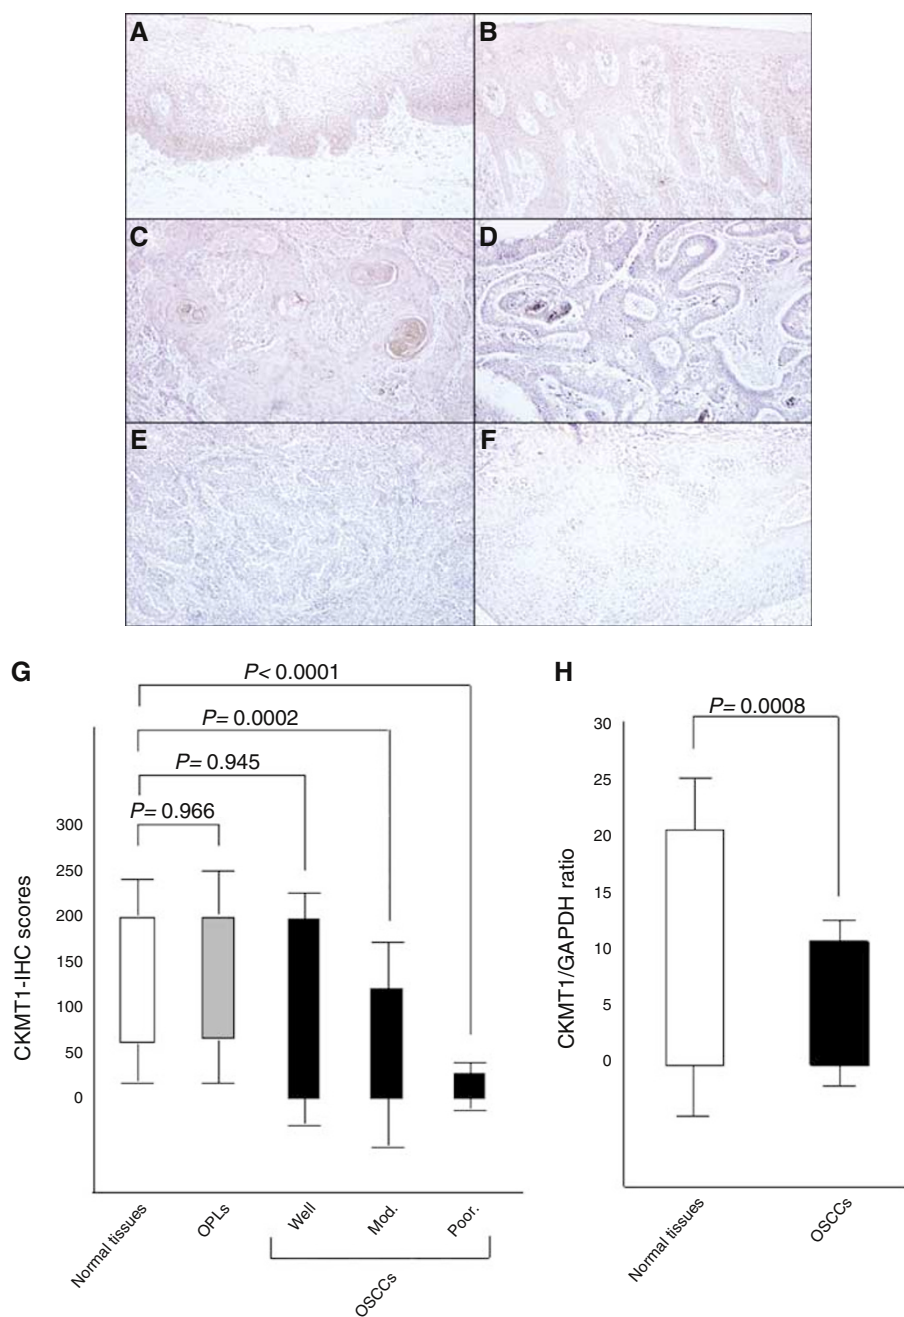 A
B
C
D
E
F
G
P< 0.0001
P= 0.0002
P= 0.945
P= 0.966
300
250
200
150
100
50
0
CKMT1-IHC scores
Normal tissues
OPLs
Well
Mod.
Poor.
OSCCs
H
P= 0.0008
30
25
20
15
10
5
0
CKMT1/GAPDH ratio
Normal tissues
OSCCs